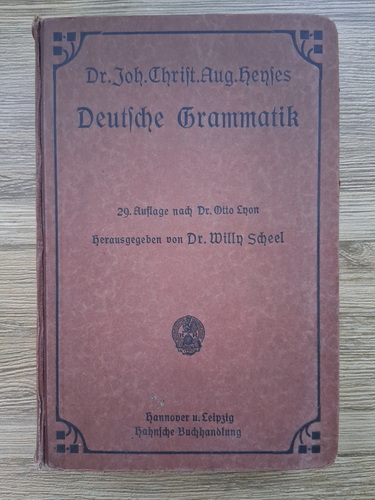 Dr. Joh. Christ. Aug. Heyses
Deutsche Grammatik
29. Auflage nach Dr. Otto Lyon
Herausgegeben von Dr. Willy Scheel
Hannover u. Leipzig
Hahnsche Buchhandlung